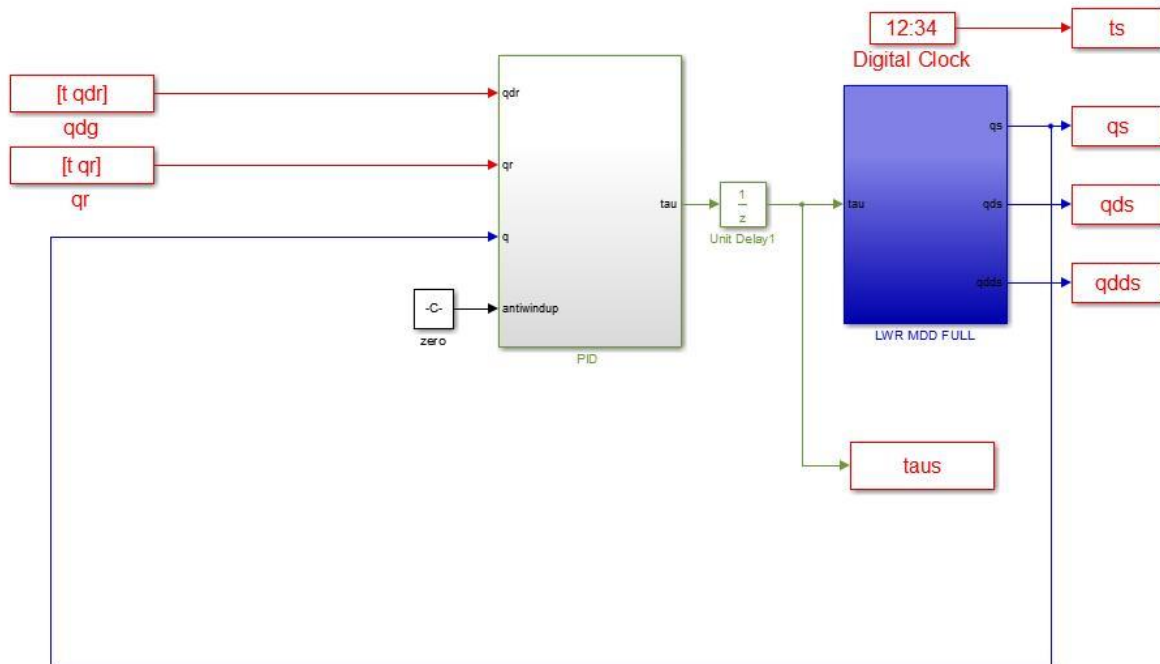 12:34
ts
Digital Clock
[t qdr]
qdg
[t qr]
qr
qdr
qr
q
antiwindup
tau
PID
-C-
zero
1
z
Unit Delay1
tau
qs
qds
qdds
LWR MDD FULL
qs
qds
qdds
taus